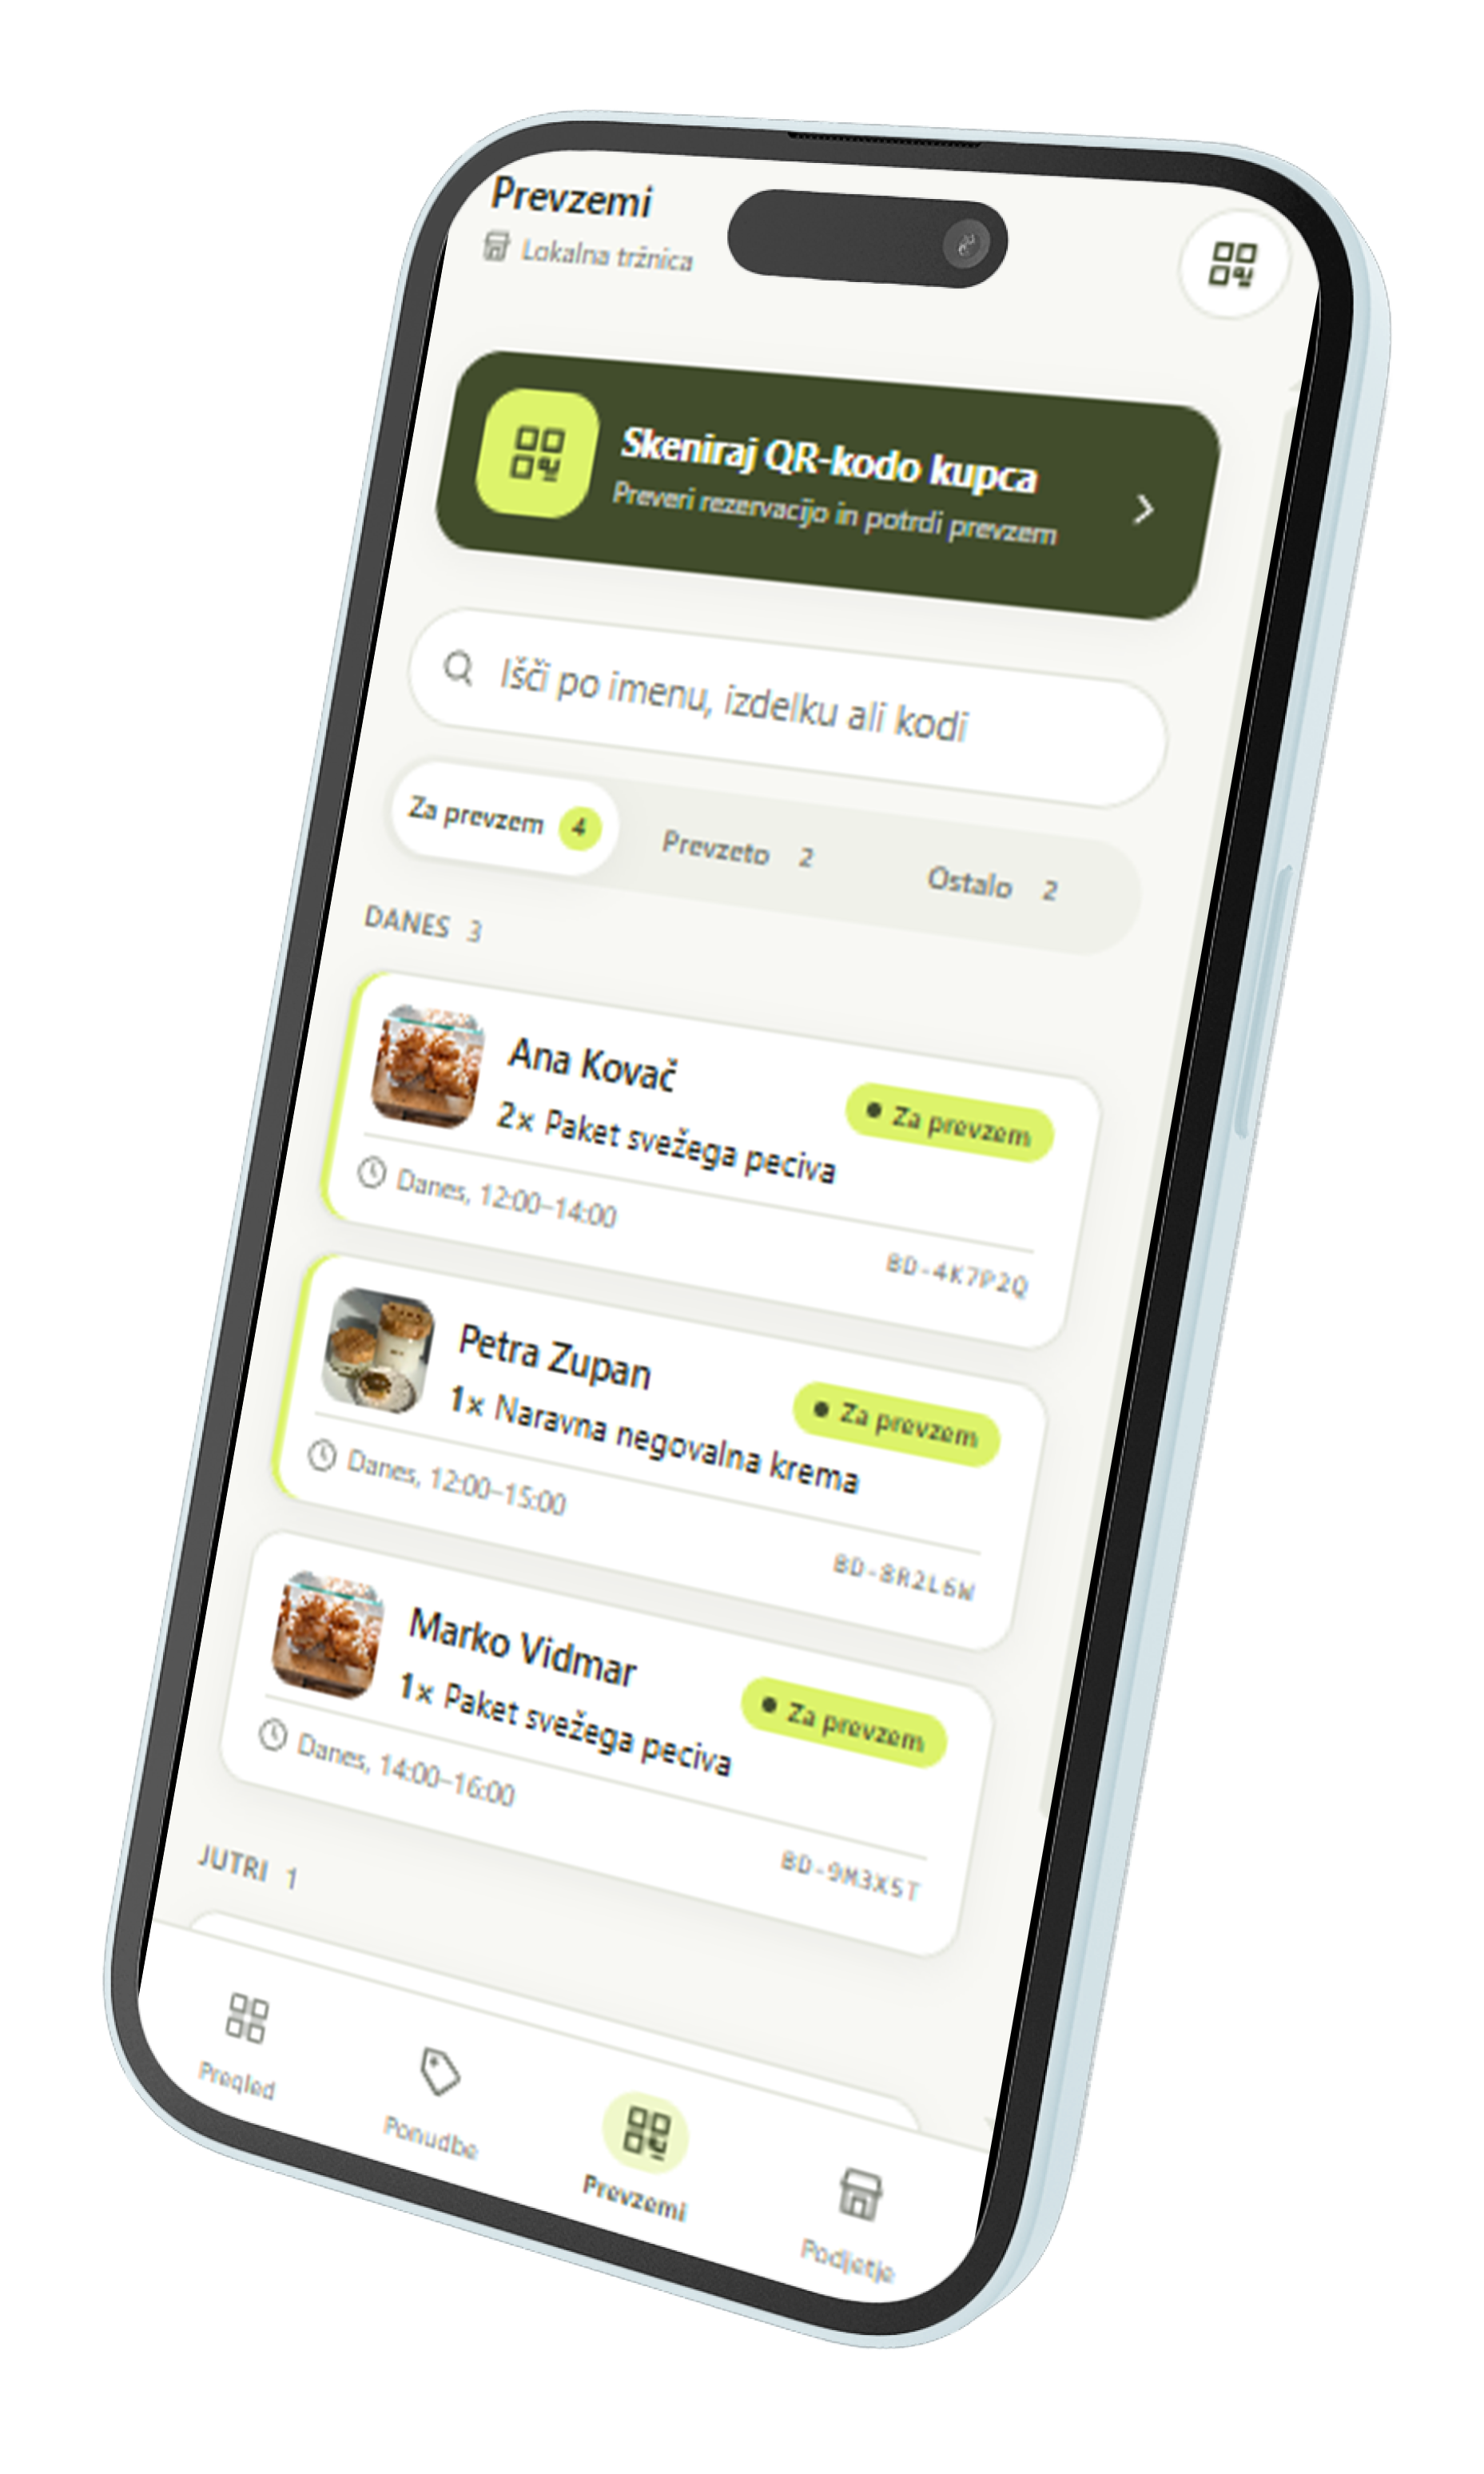 Prevzemi
Lokalna tržnica
Skeniraj QR-kodo kupca
Preveri rezervacijo in potrdi prevzem
Išči po imenu, izdelku ali kodi
Za prevzem 4
Prevzeto 2
Ostalo 2
DANES 3
Ana Kovač
2x Paket svežega peciva
Za prevzem
Danes, 12:00–14:00
BD-4K7P2Q
Petra Zupan
1x Naravna negovalna krema
Za prevzem
Danes, 12:00–15:00
BD-8R2L6W
Marko Vidmar
1x Paket svežega peciva
Za prevzem
Danes, 14:00–16:00
BD-9M3X5T
JUTRI 1
Pregled
Ponudbe
Prevzemi
Podjetje